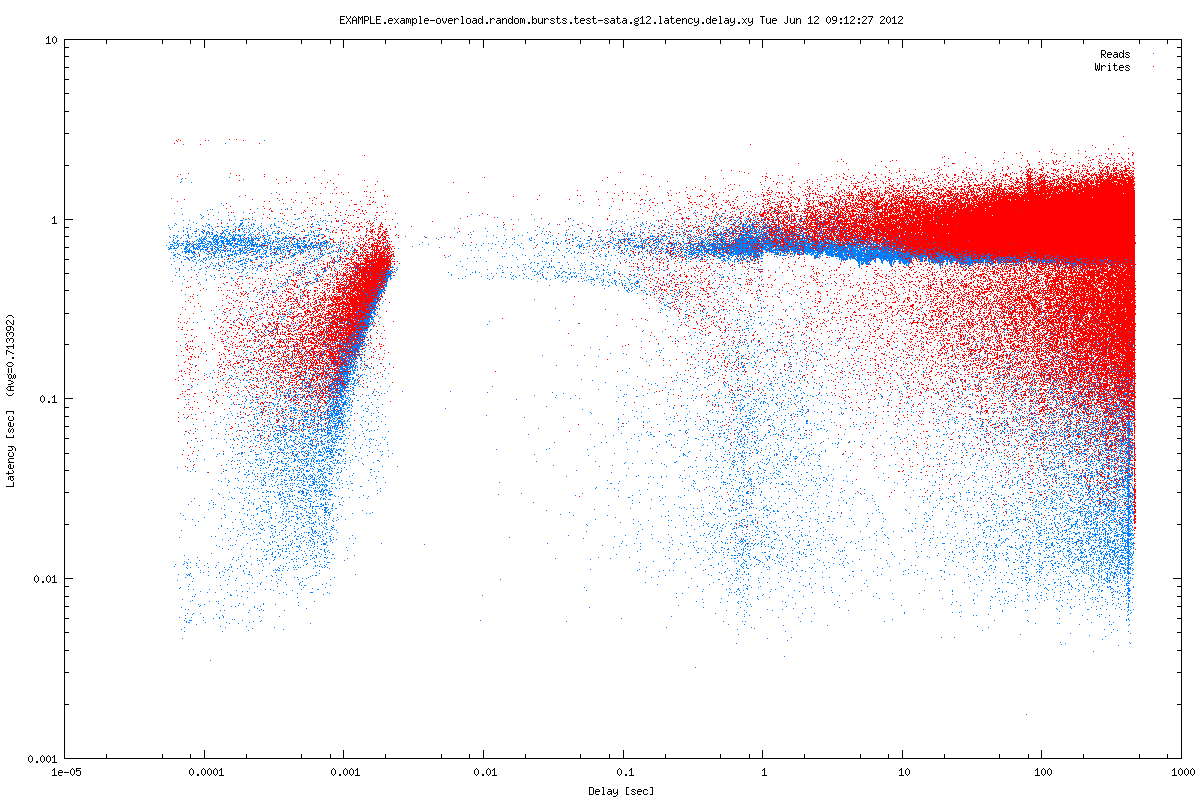 EXAMPLE.example-overload.random.bursts.test-sata.g12.latency.delay.xy Tue Jun 12 09:12:27 2012
Reads
Writes
10
1
0.1
0.01
0.001
Latency [sec] (Avg=0.713392)
1e-05
0.0001
0.001
0.01
0.1
1
10
100
1000
Delay [sec]